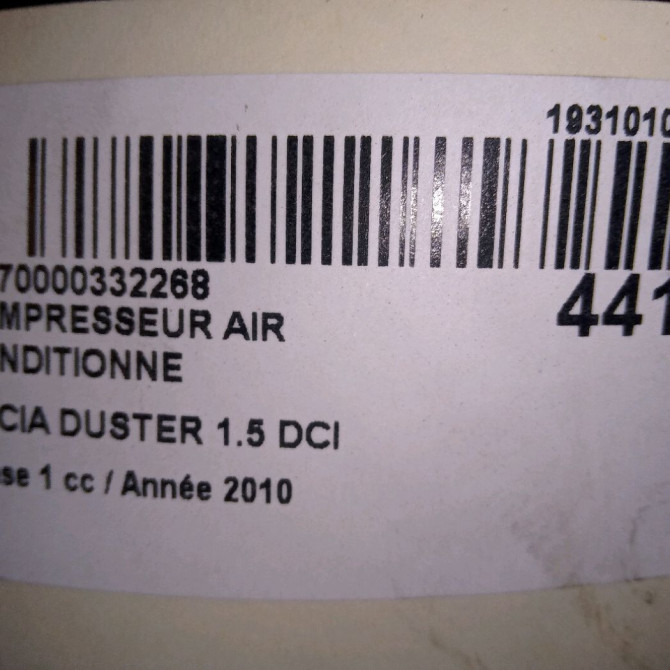 1931010
70000332268
441
MPRESSEUR AIR
NDITIONNE
CIA DUSTER 1.5 DCI
se 1 cc / Année 2010